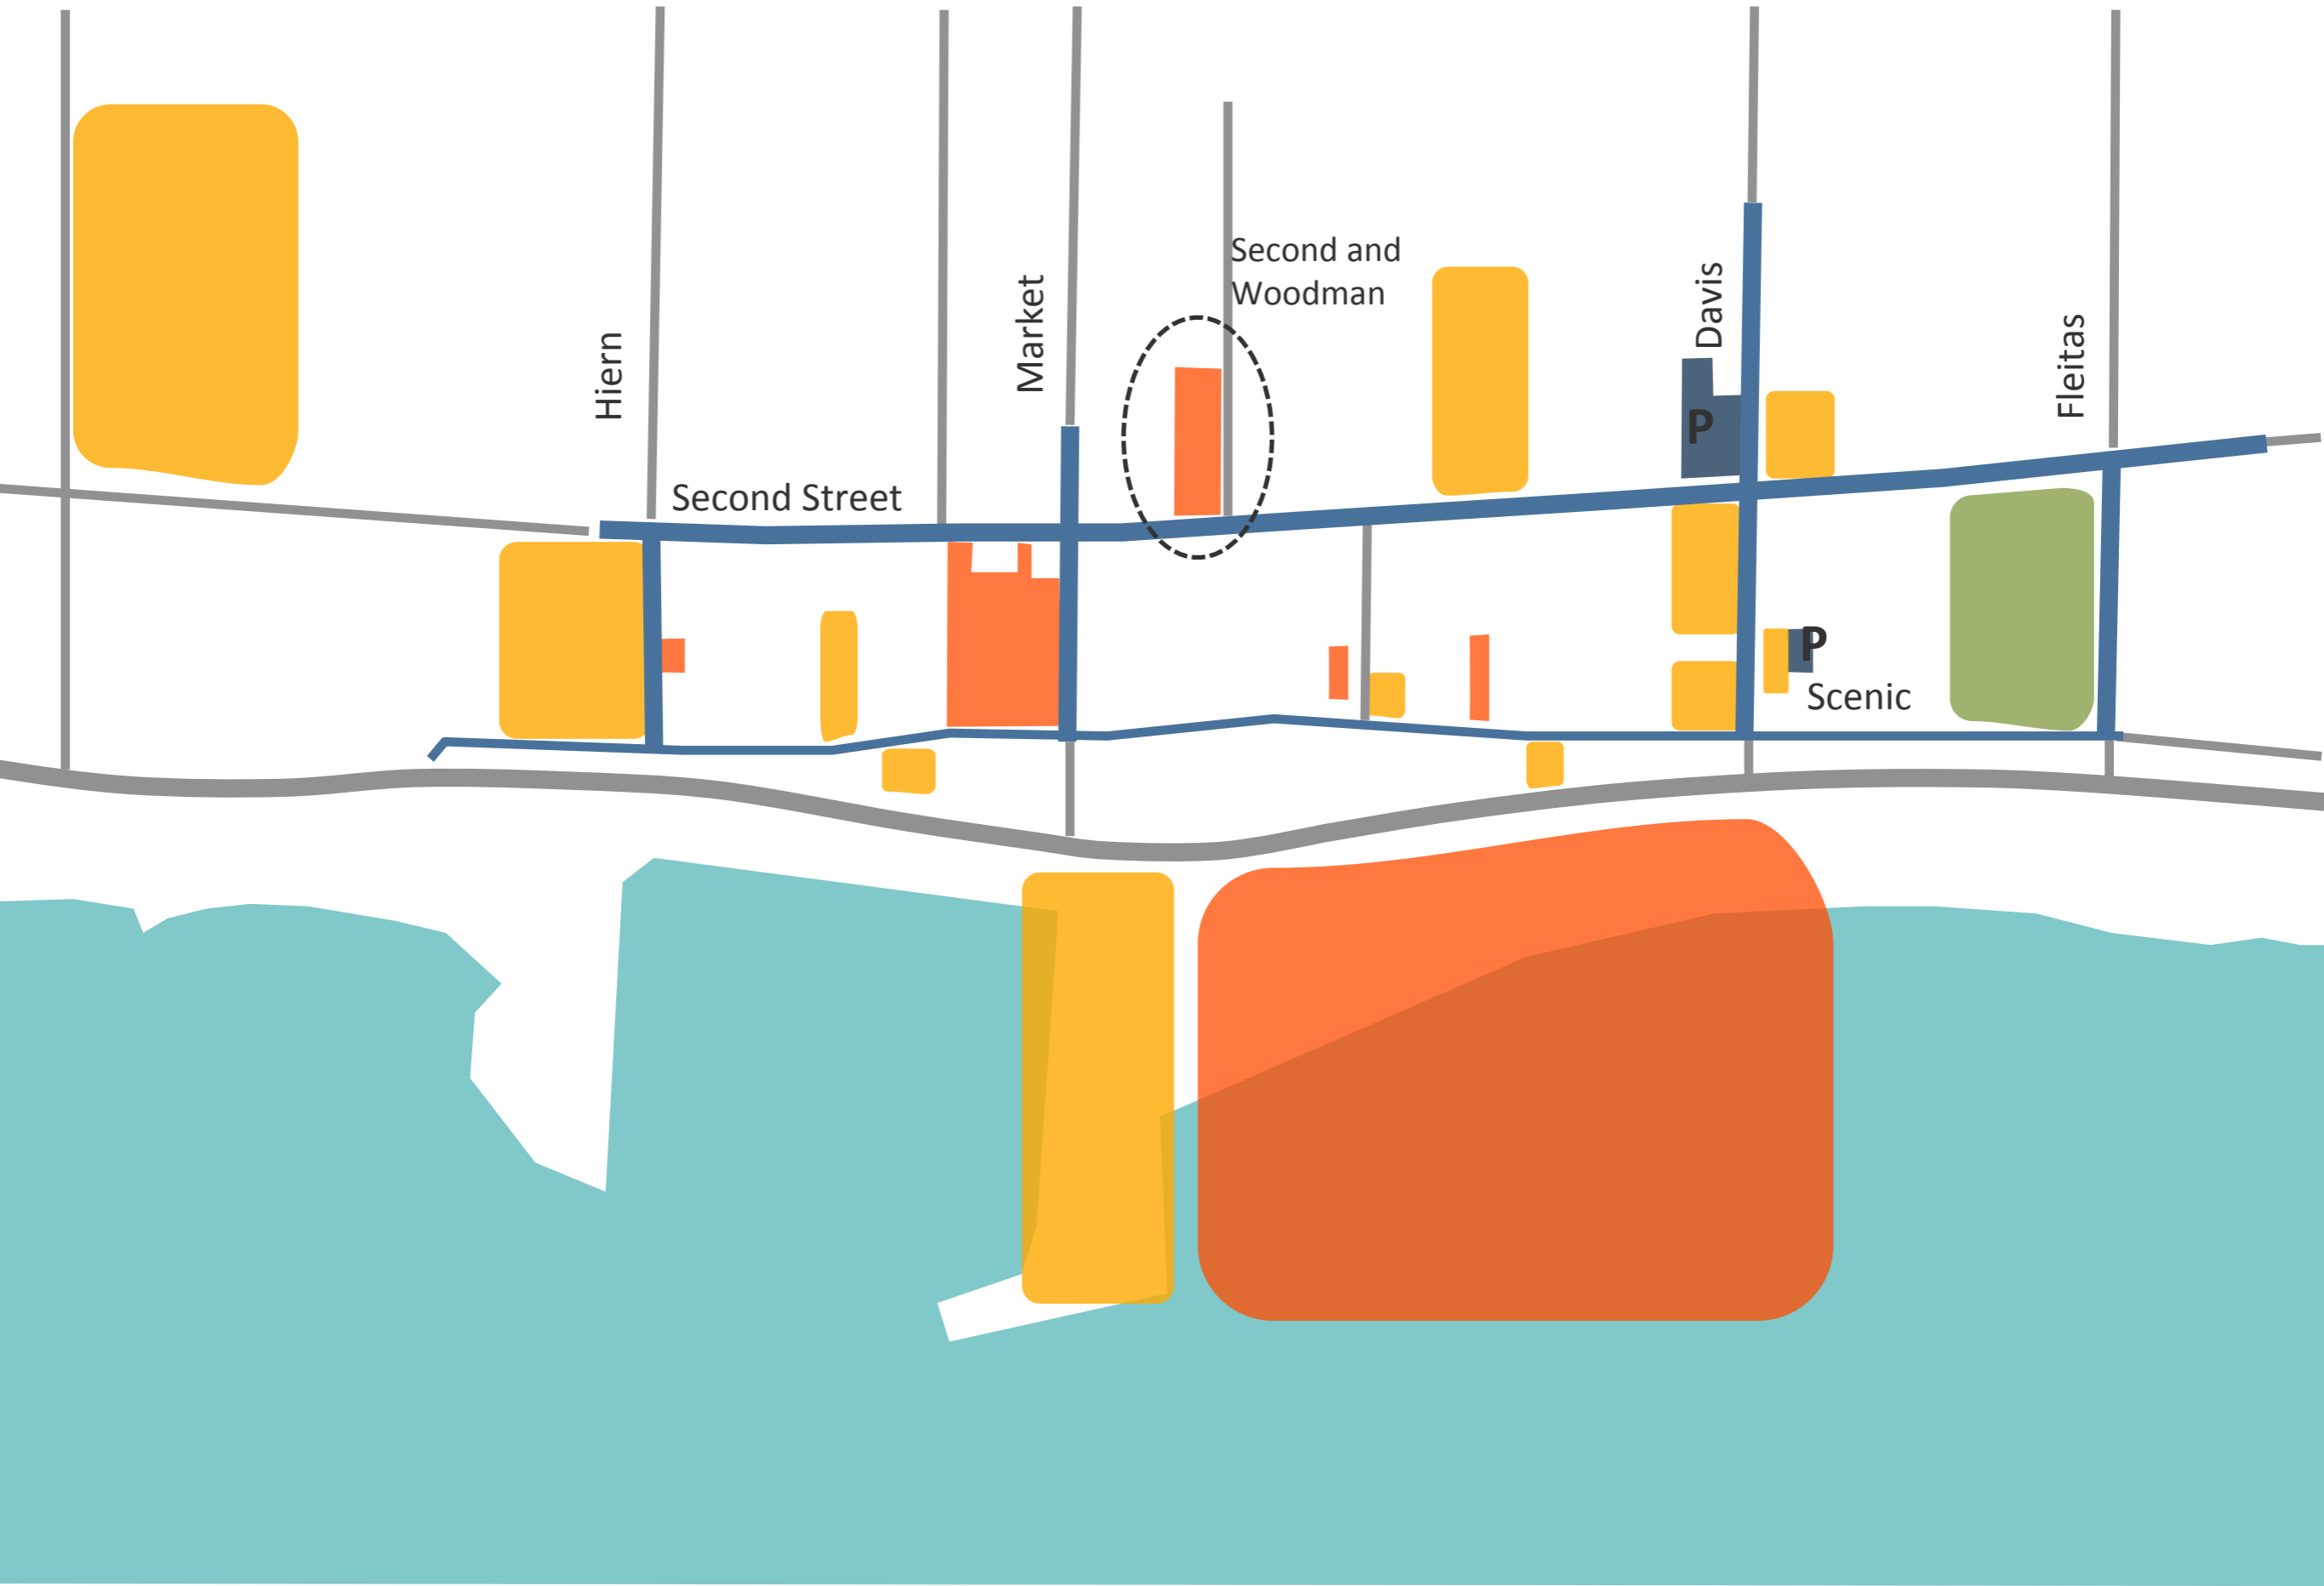 Second and
Woodman
Davis
Market
Fleitas
Hiern
P
Second Street
P
Scenic